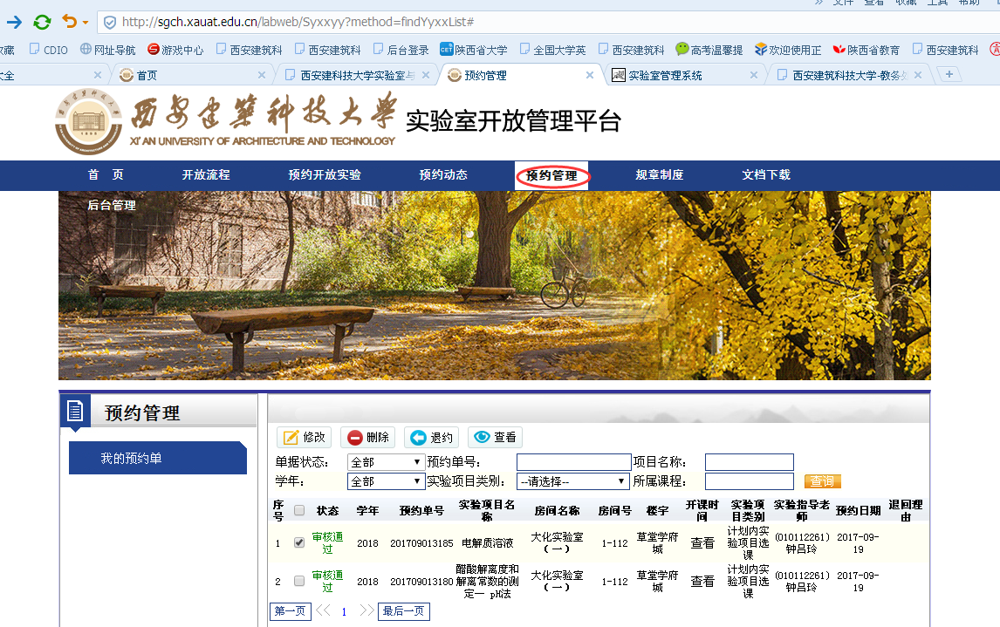 文件 查看 收藏 工具 帮助
http://sgch.xauat.edu.cn/labweb/Syxxyy?method=findYyxxList#
收藏 CDIO 网址导航 游戏中心 西安建筑科 西安建筑科 后台登录 陕西省大学 全国大学英 西安建筑科 高考温馨提 欢迎使用正 陕西省教育 西安建筑科
大全 首页 西安建科技大学实验室与 预约管理 实验室管理系统 西安建筑科技大学-教务处
西安建筑科技大学 实验室开放管理平台
XI'AN UNIVERSITY OF ARCHITECTURE AND TECHNOLOGY
首 页 开放流程 预约开放实验 预约动态 预约管理 规章制度 文档下载
后台管理
预约管理
我的预约单
修改 删除 退约 查看
单据状态: 全部 预约单号: 项目名称:
学年: 全部 实验项目类别: --请选择-- 所属课程: 查询
序号 状态 学年 预约单号 实验项目名称 房间名称 房间号 楼宇 开课时间 实验项目类别 实验指导老师 预约日期 退回理由
1 审核通过 2018 201709013185 电解质溶液 大化实验室（一） 1-112 草堂学府城 查看 计划内实验项目选课 (010112261)钟吕玲 2017-09-19
2 审核通过 2018 201709013180 醋酸解离度和解离常数的测定一 pH法 大化实验室（一） 1-112 草堂学府城 查看 计划内实验项目选课 (010112261)钟吕玲 2017-09-19
第一页 << 1 >> 最后一页